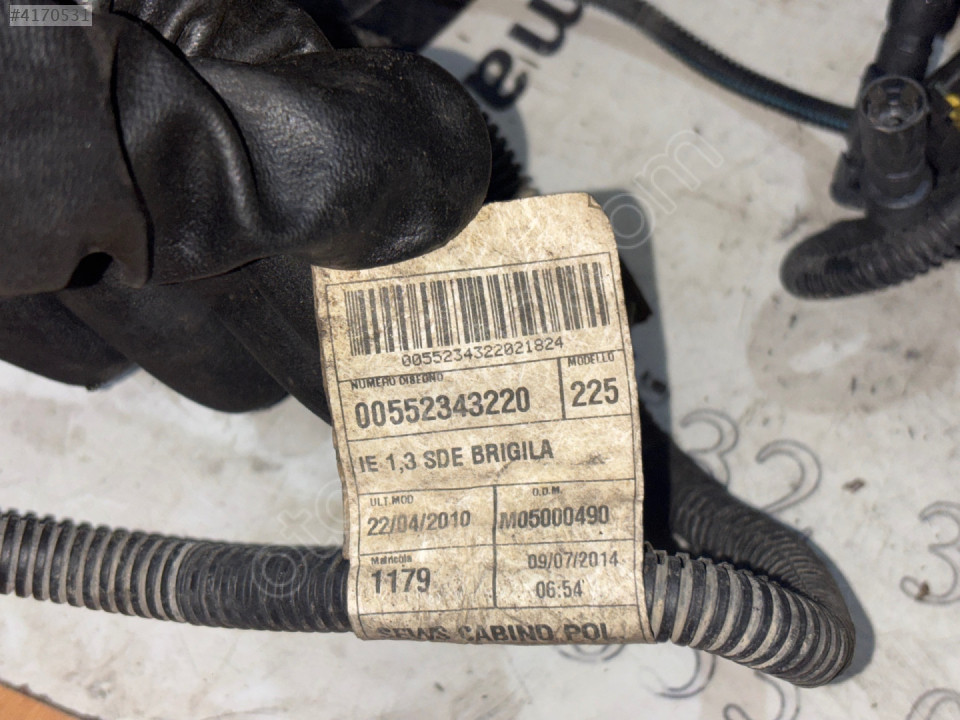 #4170531
0055234322021824
NUMERO DISEGNO
MODELLO
00552343220
225
IE 1,3 SDE BRIGILA
ULT.MOD
D.D.M.
22/04/2010
M05000490
Matricola
1179
09/07/2014
06:54
SEWS CABIND POL.